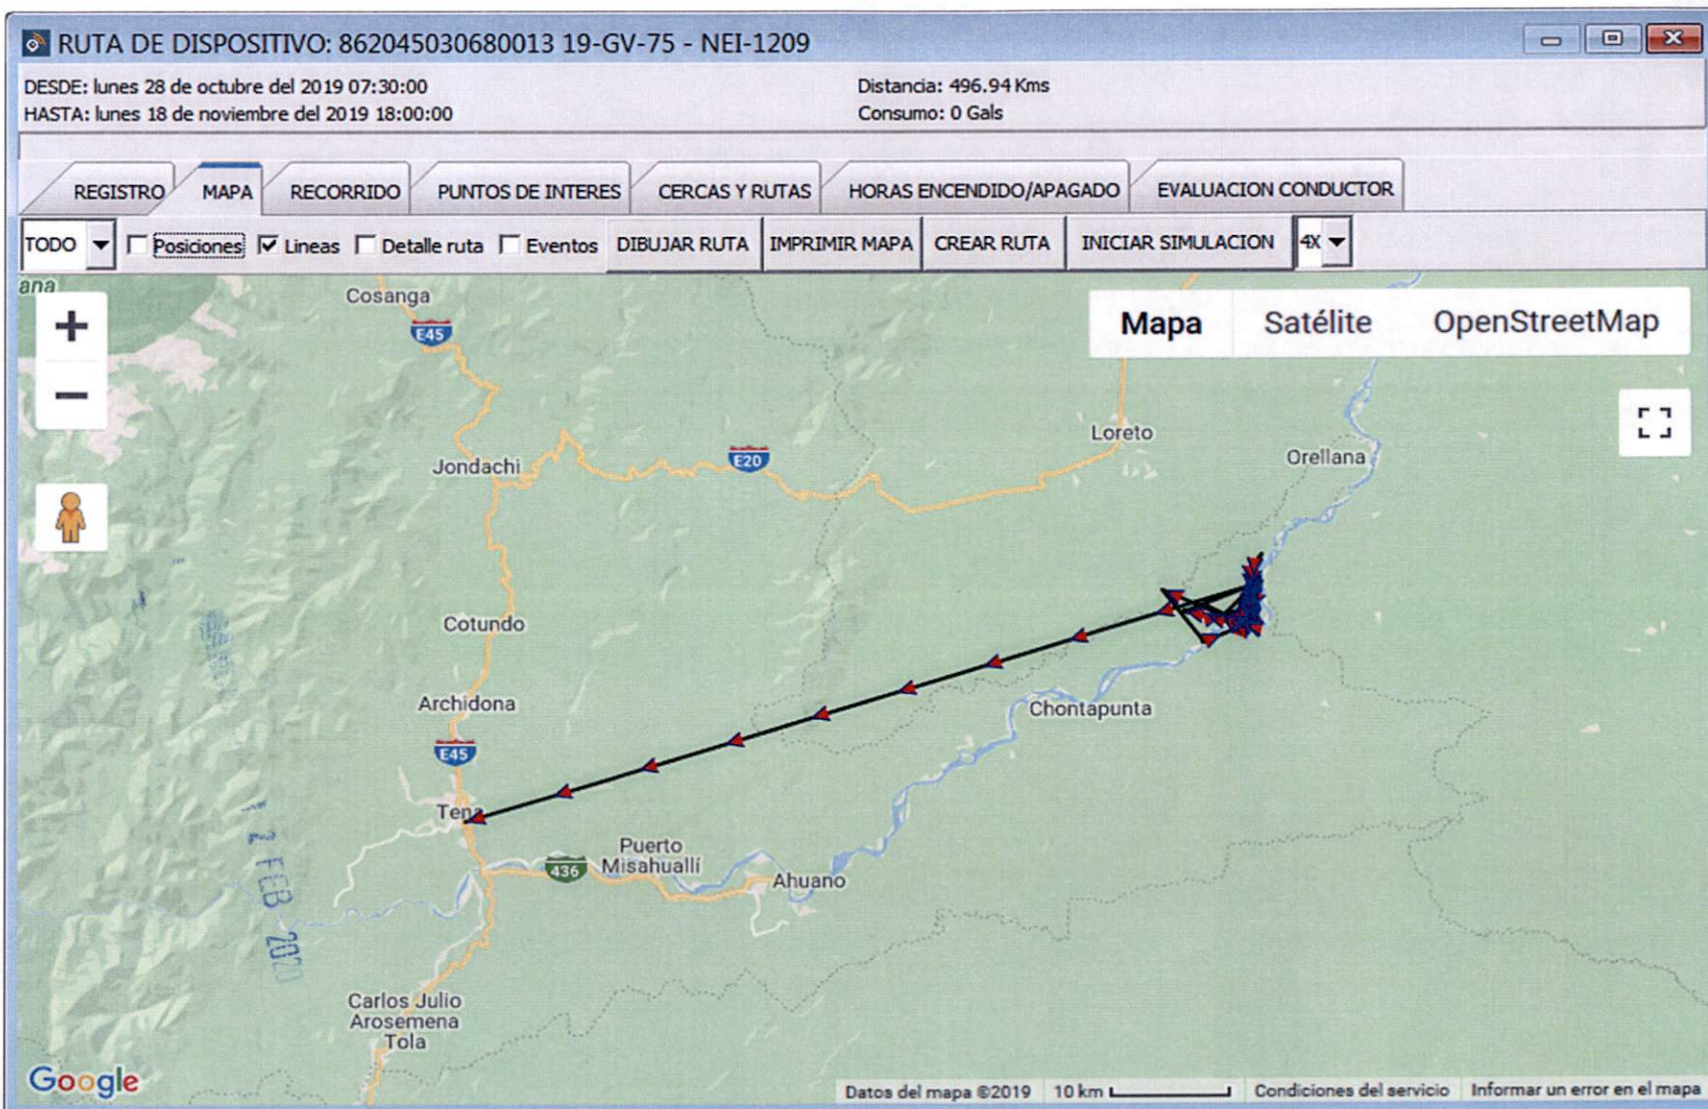 RUTA DE DISPOSITIVO: 862045030680013 19-GV-75 - NEI-1209
DESDE: lunes 28 de octubre del 2019 07:30:00
Distancia: 496.94 Kms
HASTA: lunes 18 de noviembre del 2019 18:00:00
Consumo: 0 Gals
REGISTRO MAPA RECORRIDO PUNTOS DE INTERES CERCAS Y RUTAS HORAS ENCENDIDO/APAGADO EVALUACION CONDUCTOR
TODO Posiciones Lineas Detalle ruta Eventos DIBUJAR RUTA IMPRIMIR MAPA CREAR RUTA INICIAR SIMULACION 4X
ana
Cosanga
E45
Mapa Satélite OpenStreetMap
Loreto
Orellana
Jondachi
E20
Cotundo
Archidona
Chontapunta
E45
Tena
Puerto
Misahuallí
436
Ahuano
2 FEB 2020
Carlos Julio
Arosemena
Tola
Google
Datos del mapa ©2019 10 km Condiciones del servicio Informar un error en el mapa